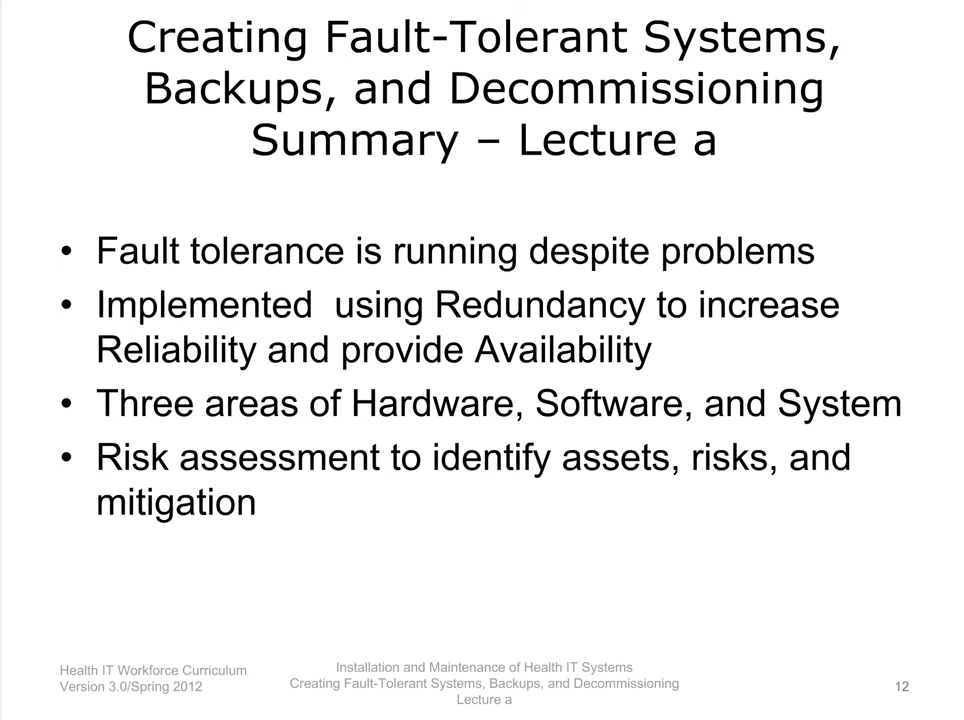 Creating Fault-Tolerant Systems,
Backups, and Decommissioning
Summary – Lecture a
• Fault tolerance is running despite problems
• Implemented  using Redundancy to increase
Reliability and provide Availability
• Three areas of Hardware, Software, and System
• Risk assessment to identify assets, risks, and
mitigation
Health IT Workforce Curriculum
Version 3.0/Spring 2012
Installation and Maintenance of Health IT Systems
Creating Fault-Tolerant Systems, Backups, and Decommissioning
Lecture a
12